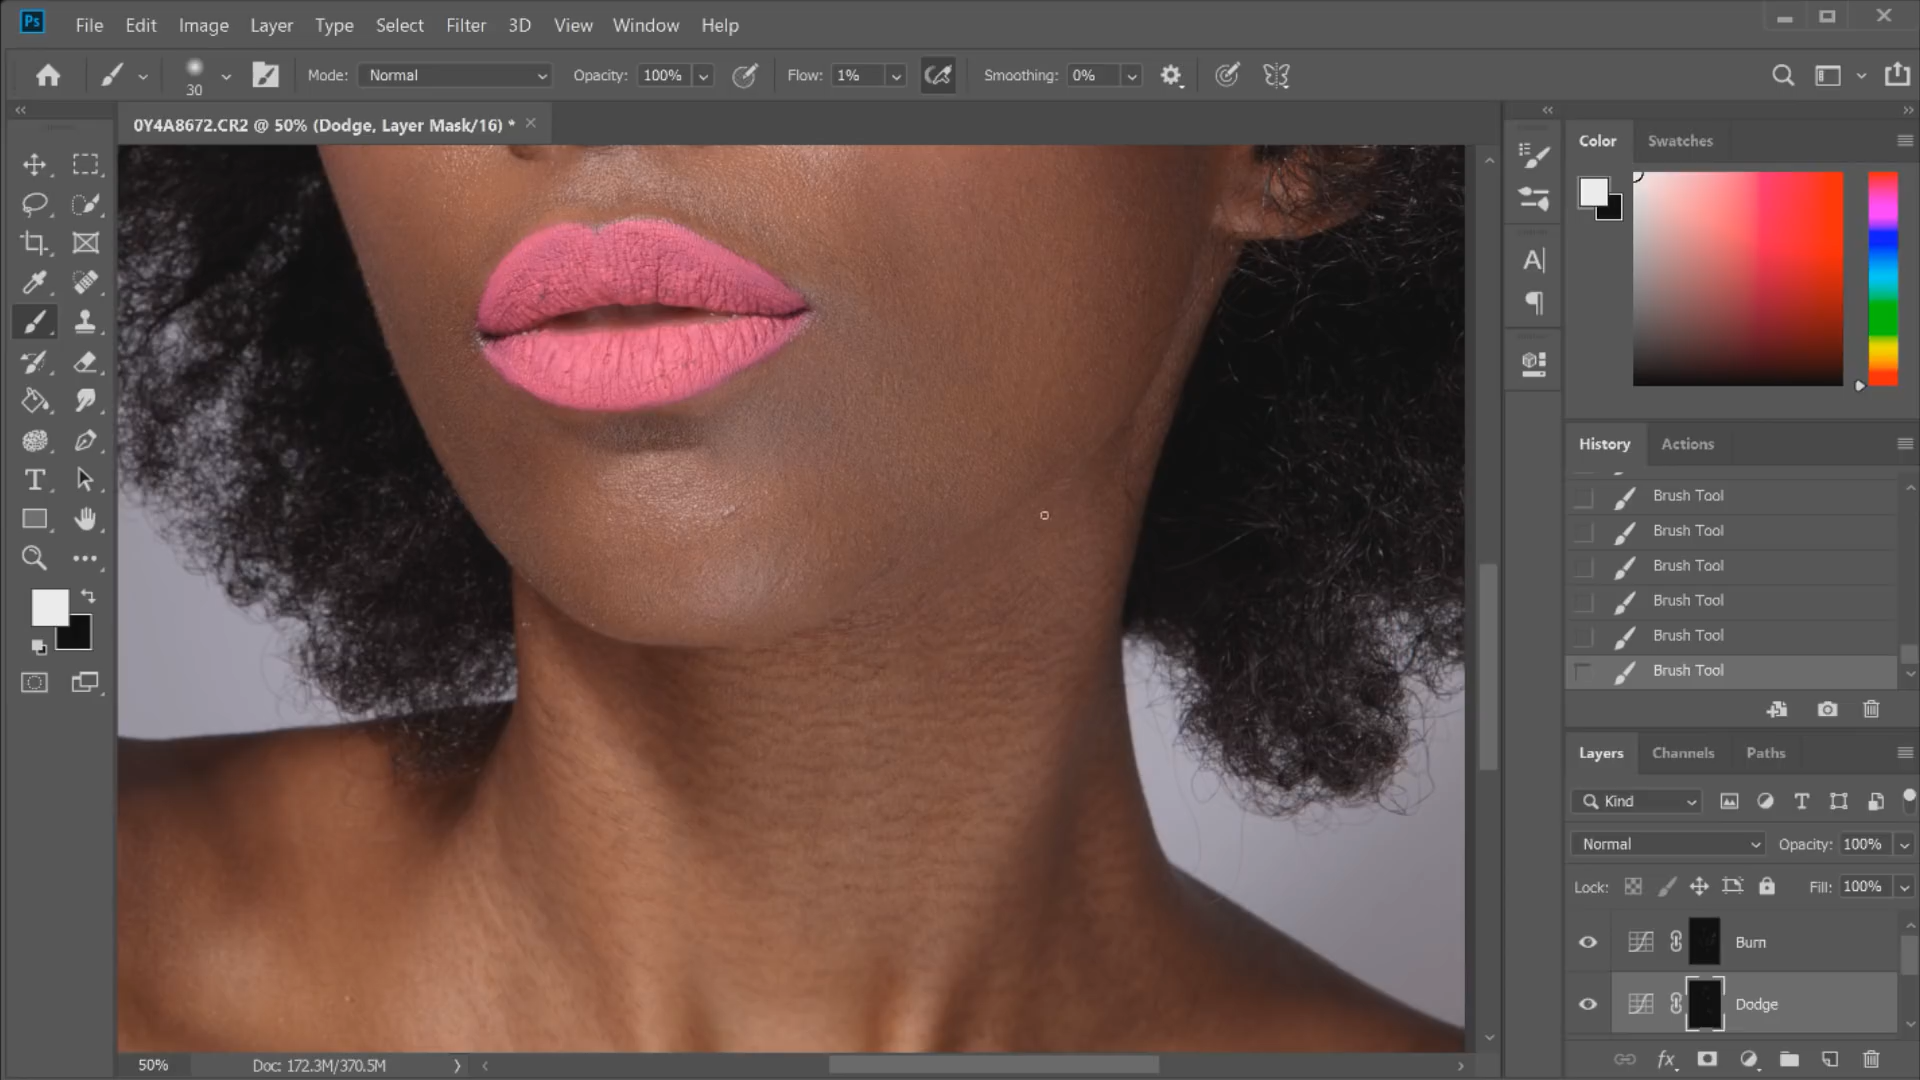 Ps File Edit Image Layer Type Select Filter 3D View Window Help
30 Mode: Normal Opacity: 100% Flow: 1% Smoothing: 0%
0Y4A8672.CR2 @ 50% (Dodge, Layer Mask/16) *
Color Swatches
History Actions
Brush Tool
Brush Tool
Brush Tool
Brush Tool
Brush Tool
Brush Tool
Layers Channels Paths
Kind
Normal Opacity: 100%
Lock: Fill: 100%
Burn
Dodge
50% Doc: 172.3M/370.5M